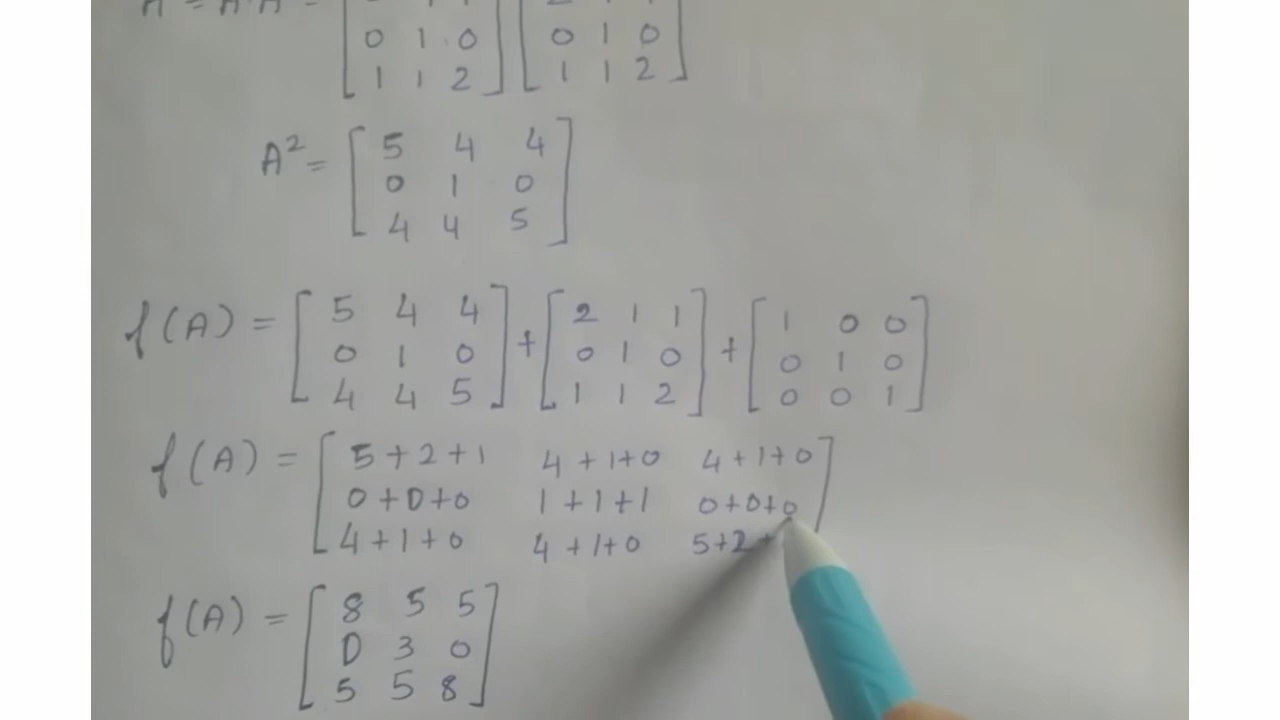 A = A·A =
0 1 0 0 1 0
1 1 2 1 1 2
A² = 5 4 4
0 1 0
4 4 5
f(A) = [ 5 4 4 ] + [ 2 1 1 ] + [ 1 0 0 ]
0 1 0 0 1 0 0 1 0
4 4 5 1 1 2 0 0 1
f(A) = [ 5+2+1 4+1+0 4+1+0 ]
0+0+0 1+1+1 0+0+0
4+1+0 4+1+0 5+2+
f(A) = [ 8 5 5 ]
0 3 0
5 5 8